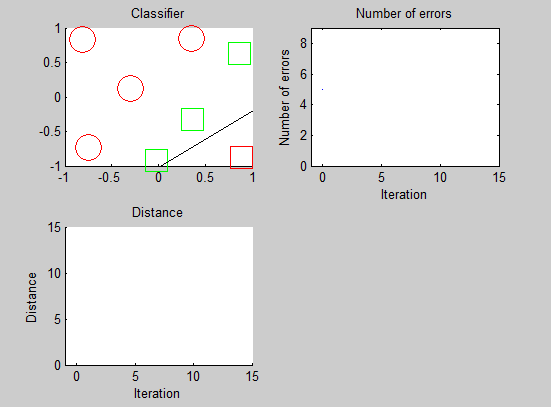 Classifier
1
0.5
0
-0.5
-1
-1 -0.5 0 0.5 1
Number of errors
Number of errors
8
6
4
2
0
0 5 10 15
Iteration
Distance
Distance
15
10
5
0
0 5 10 15
Iteration